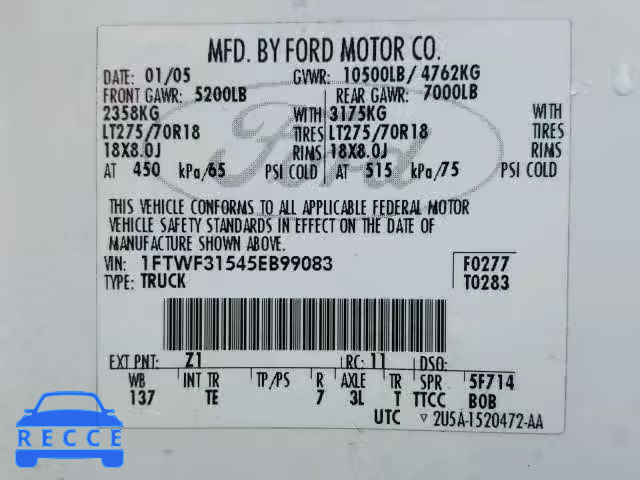 MFD. BY FORD MOTOR CO.
DATE: 01/05 GVWR: 10500LB/ 4762KG
FRONT GAWR: 5200LB REAR GAWR: 7000LB
2358KG WITH 3175KG WITH
LT275/70R18 TIRES LT275/70R18 TIRES
18X8.0J RIMS 18X8.0J RIMS
AT 450 kPa/65 PSI COLD AT 515 kPa/75 PSI COLD
THIS VEHICLE CONFORMS TO ALL APPLICABLE FEDERAL MOTOR
VEHICLE SAFETY STANDARDS IN EFFECT ON THE DATE OF
MANUFACTURE SHOWN ABOVE.
VIN: 1FTWF31545EB99083 F0277
TYPE: TRUCK T0283
EXT PNT: Z1 RC: 11 DSO:
WB INT TR TP/PS R AXLE TR SPR 5F714
137 TE 7 3L T TTCC BOB
UTC ▽ 2U5A-1520472-AA
Ford
RECCE